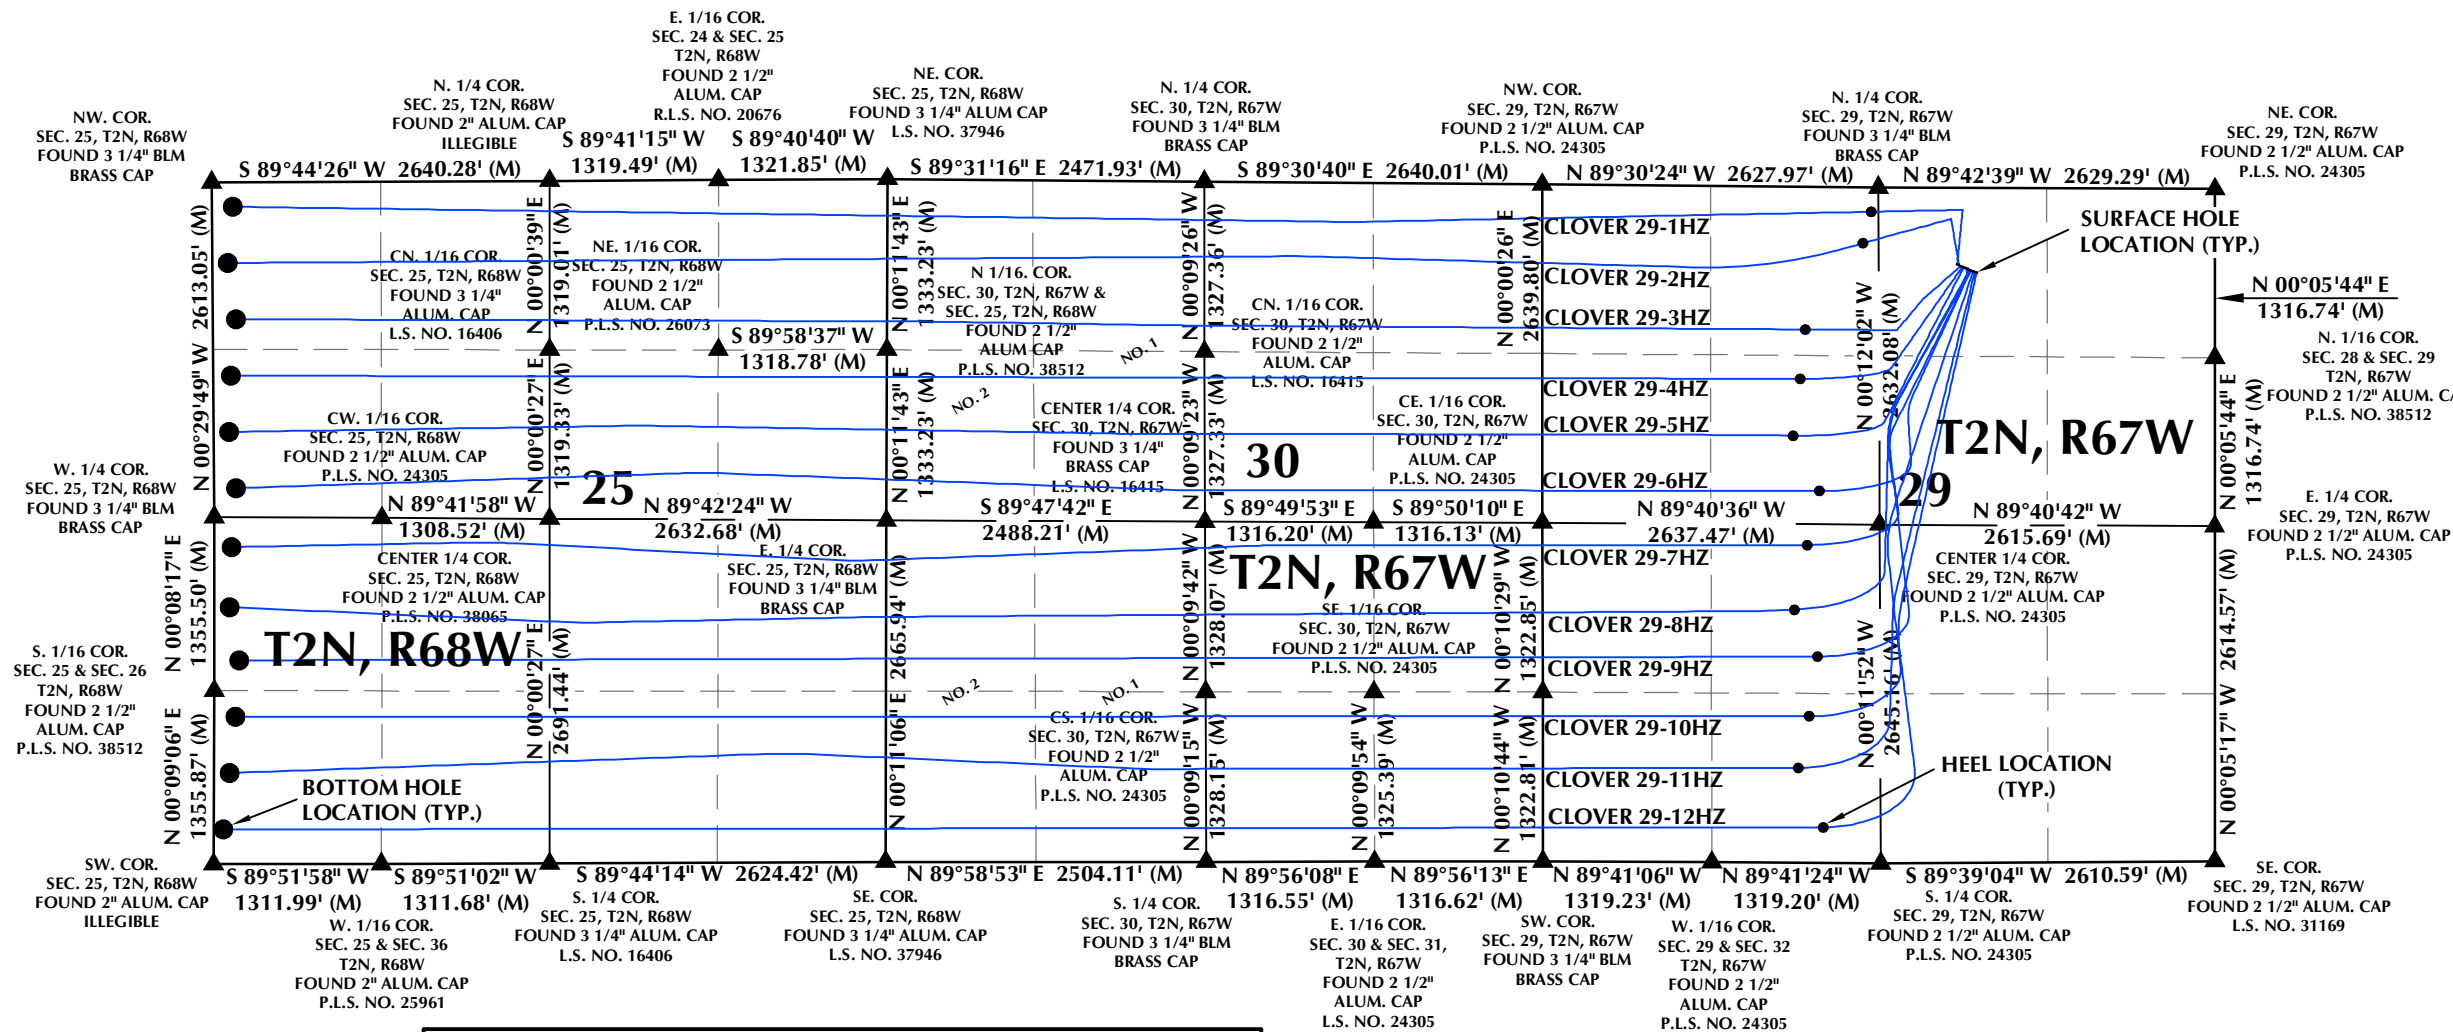 E. 1/16 COR.
SEC. 24 & SEC. 25
T2N, R68W
FOUND 2 1/2"
ALUM. CAP
R.L.S. NO. 20676
NW. COR.
SEC. 25, T2N, R68W
FOUND 3 1/4" BLM
BRASS CAP
N. 1/4 COR.
SEC. 25, T2N, R68W
FOUND 2" ALUM. CAP
ILLEGIBLE
NE. COR.
SEC. 25, T2N, R68W
FOUND 3 1/4" ALUM CAP
L.S. NO. 37946
N. 1/4 COR.
SEC. 30, T2N, R67W
FOUND 3 1/4" BLM
BRASS CAP
NW. COR.
SEC. 29, T2N, R67W
FOUND 2 1/2" ALUM. CAP
P.L.S. NO. 24305
N. 1/4 COR.
SEC. 29, T2N, R67W
FOUND 3 1/4" BLM
BRASS CAP
NE. COR.
SEC. 29, T2N, R67W
FOUND 2 1/2" ALUM. CAP
P.L.S. NO. 24305
S 89°44'26" W 2640.28' (M)
S 89°41'15" W
1319.49' (M)
S 89°40'40" W
1321.85' (M)
S 89°31'16" E 2471.93' (M)
S 89°30'40" E 2640.01' (M)
N 89°30'24" W 2627.97' (M)
N 89°42'39" W 2629.29' (M)
N 00°29'49" W 2613.05' (M)
N 00°00'39" E
1319.01' (M)
N 00°11'43" E
1333.23' (M)
N 00°09'26" W
1327.36' (M)
N 00°00'26" E
2639.80' (M)
N 00°12'02" W
2632.08' (M)
CN. 1/16 COR.
SEC. 25, T2N, R68W
FOUND 3 1/4"
ALUM. CAP
L.S. NO. 16406
NE. 1/16 COR.
SEC. 25, T2N, R68W
FOUND 2 1/2"
ALUM. CAP
P.L.S. NO. 26073
N 1/16. COR.
SEC. 30, T2N, R67W &
SEC. 25, T2N, R68W
FOUND 2 1/2"
ALUM CAP
P.L.S. NO. 38512
CN. 1/16 COR.
SEC. 30, T2N, R67W
FOUND 2 1/2"
ALUM. CAP
L.S. NO. 16415
CLOVER 29-1HZ
CLOVER 29-2HZ
CLOVER 29-3HZ
CLOVER 29-4HZ
CLOVER 29-5HZ
CLOVER 29-6HZ
SURFACE HOLE
LOCATION (TYP.)
N 00°05'44" E
1316.74' (M)
N. 1/16 COR.
SEC. 28 & SEC. 29
T2N, R67W
FOUND 2 1/2" ALUM. CA
P.L.S. NO. 38512
S 89°58'37" W
1318.78' (M)
NO. 1
NO. 2
N 00°00'27" E
1319.33' (M)
N 00°11'43" E
1333.23' (M)
N 00°09'23" W
1327.33' (M)
N 00°05'44" E
1316.74' (M)
CW. 1/16 COR.
SEC. 25, T2N, R68W
FOUND 2 1/2" ALUM. CAP
P.L.S. NO. 24305
CENTER 1/4 COR.
SEC. 30, T2N, R67W
FOUND 3 1/4"
BRASS CAP
L.S. NO. 16415
CE. 1/16 COR.
SEC. 30, T2N, R67W
FOUND 2 1/2"
ALUM. CAP
P.L.S. NO. 24305
T2N, R67W
25
30
29
W. 1/4 COR.
SEC. 25, T2N, R68W
FOUND 3 1/4" BLM
BRASS CAP
E. 1/4 COR.
SEC. 29, T2N, R67W
FOUND 2 1/2" ALUM. CAP
P.L.S. NO. 24305
N 89°41'58" W
1308.52' (M)
N 89°42'24" W
2632.68' (M)
S 89°47'42" E
2488.21' (M)
S 89°49'53" E
1316.20' (M)
S 89°50'10" E
1316.13' (M)
N 89°40'36" W
2637.47' (M)
N 89°40'42" W
2615.69' (M)
N 00°08'17" E
1355.50' (M)
CENTER 1/4 COR.
SEC. 25, T2N, R68W
FOUND 2 1/2" ALUM. CAP
P.L.S. NO. 38065
E. 1/4 COR.
SEC. 25, T2N, R68W
FOUND 3 1/4" BLM
BRASS CAP
T2N, R67W
CENTER 1/4 COR.
SEC. 29, T2N, R67W
FOUND 2 1/2" ALUM. CAP
P.L.S. NO. 24305
T2N, R68W
N 00°00'27" E
2691.44' (M)
N 00°11'06" E 2665.94' (M)
N 00°09'42" W
1328.07' (M)
SE. 1/16 COR.
SEC. 30, T2N, R67W
FOUND 2 1/2" ALUM. CAP
P.L.S. NO. 24305
N 00°10'29" W
1322.85' (M)
CLOVER 29-7HZ
CLOVER 29-8HZ
CLOVER 29-9HZ
CLOVER 29-10HZ
CLOVER 29-11HZ
CLOVER 29-12HZ
N 00°11'52" W
2645.16' (M)
N 00°05'17" W 2614.57' (M)
S. 1/16 COR.
SEC. 25 & SEC. 26
T2N, R68W
FOUND 2 1/2"
ALUM. CAP
P.L.S. NO. 38512
N 00°09'06" E
1355.87' (M)
NO. 2
NO. 1
CS. 1/16 COR.
SEC. 30, T2N, R67W
FOUND 2 1/2"
ALUM. CAP
P.L.S. NO. 24305
N 00°09'15" W
1328.15' (M)
N 00°09'54" W
1325.39' (M)
N 00°10'44" W
1322.81' (M)
BOTTOM HOLE
LOCATION (TYP.)
HEEL LOCATION
(TYP.)
SW. COR.
SEC. 25, T2N, R68W
FOUND 2" ALUM. CAP
ILLEGIBLE
S 89°51'58" W
1311.99' (M)
S 89°51'02" W
1311.68' (M)
S 89°44'14" W 2624.42' (M)
N 89°58'53" E 2504.11' (M)
N 89°56'08" E
1316.55' (M)
N 89°56'13" E
1316.62' (M)
N 89°41'06" W
1319.23' (M)
N 89°41'24" W
1319.20' (M)
S 89°39'04" W 2610.59' (M)
SE. COR.
SEC. 29, T2N, R67W
FOUND 2 1/2" ALUM. CAP
L.S. NO. 31169
W. 1/16 COR.
SEC. 25 & SEC. 36
T2N, R68W
FOUND 2" ALUM. CAP
P.L.S. NO. 25961
S. 1/4 COR.
SEC. 25, T2N, R68W
FOUND 3 1/4" ALUM. CAP
L.S. NO. 16406
SE. COR.
SEC. 25, T2N, R68W
FOUND 3 1/4" ALUM. CAP
L.S. NO. 37946
S. 1/4 COR.
SEC. 30, T2N, R67W
FOUND 3 1/4" BLM
BRASS CAP
E. 1/16 COR.
SEC. 30 & SEC. 31,
T2N, R67W
FOUND 2 1/2"
ALUM. CAP
L.S. NO. 24305
SW. COR.
SEC. 29, T2N, R67W
FOUND 3 1/4" BLM
BRASS CAP
W. 1/16 COR.
SEC. 29 & SEC. 32
T2N, R67W
FOUND 2 1/2"
ALUM. CAP
P.L.S. NO. 24305
S. 1/4 COR.
SEC. 29, T2N, R67W
FOUND 2 1/2" ALUM. CAP
P.L.S. NO. 24305